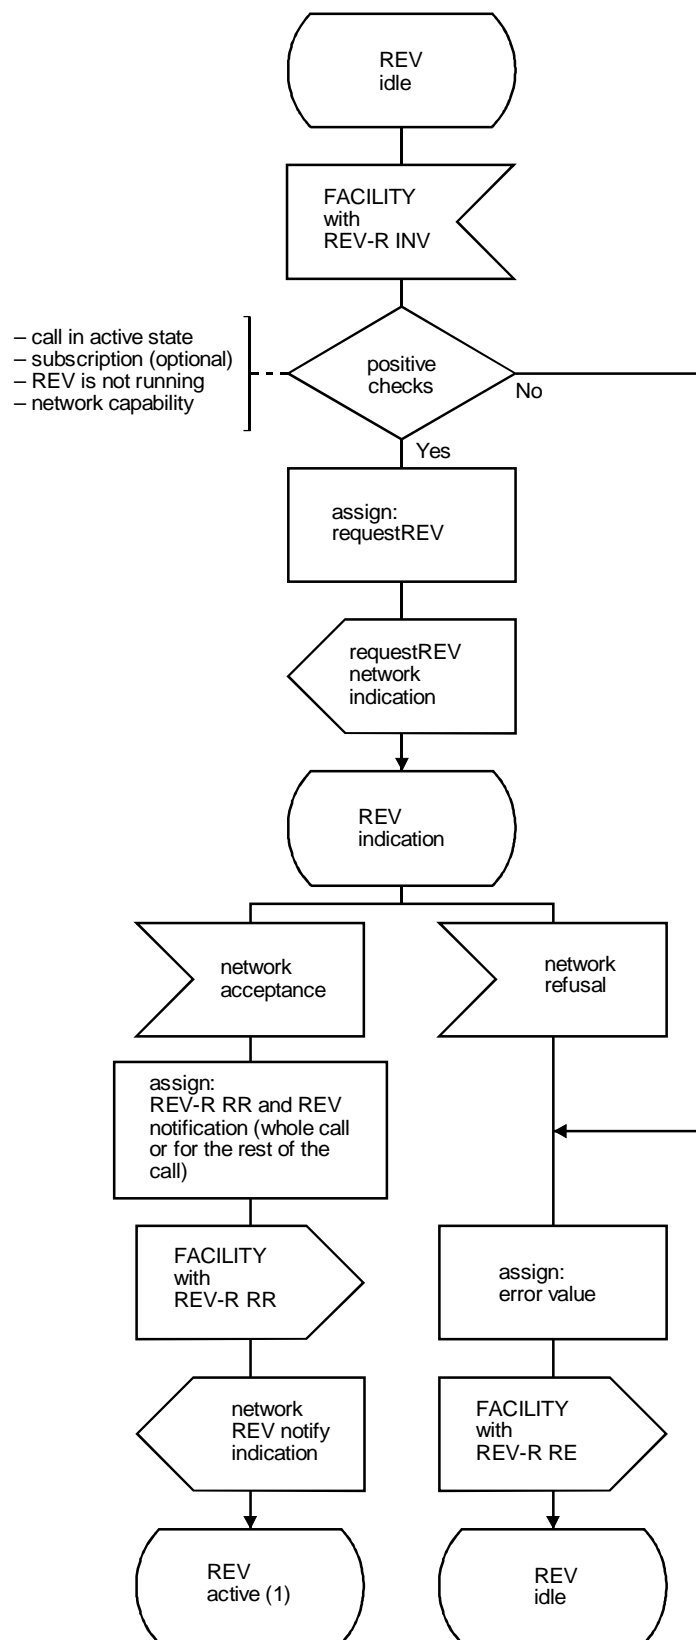 REV
idle
FACILITY
with
REV-R INV
– call in active state
– subscription (optional)
– REV is not running
– network capability
positive
checks
No
Yes
assign:
requestREV
requestREV
network
indication
REV
indication
network
acceptance
network
refusal
assign:
REV-R RR and REV
notification (whole call
or for the rest of the
call)
FACILITY
with
REV-R RR
assign:
error value
network
REV notify
indication
FACILITY
with
REV-R RE
REV
active (1)
REV
idle